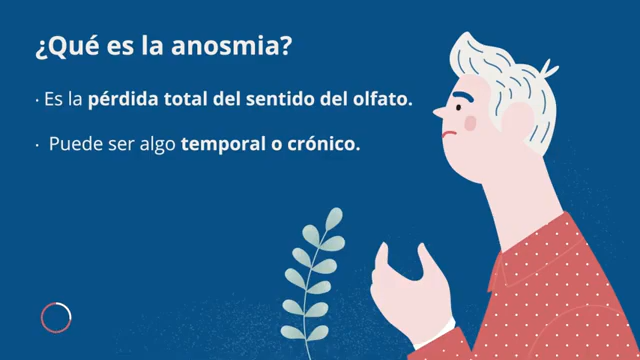 ¿Qué es la anosmia?
· Es la pérdida total del sentido del olfato.
· Puede ser algo temporal o crónico.